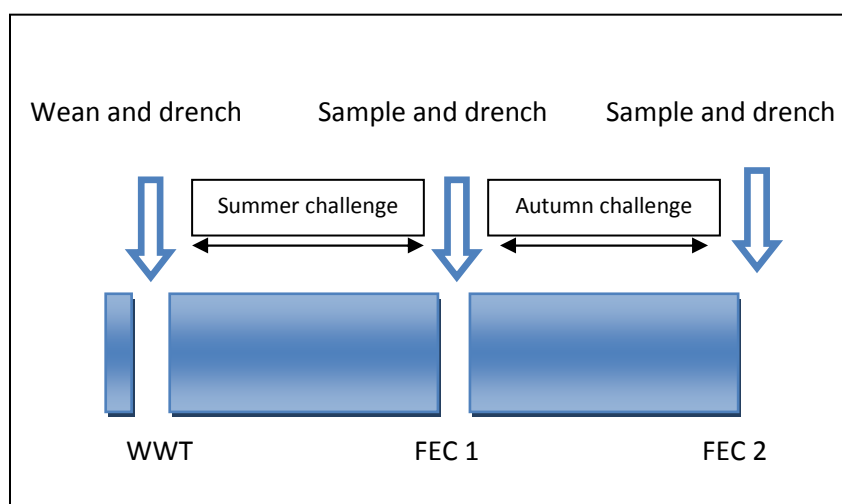 Wean and drench
Sample and drench
Sample and drench
Summer challenge
Autumn challenge
WWT
FEC 1
FEC 2